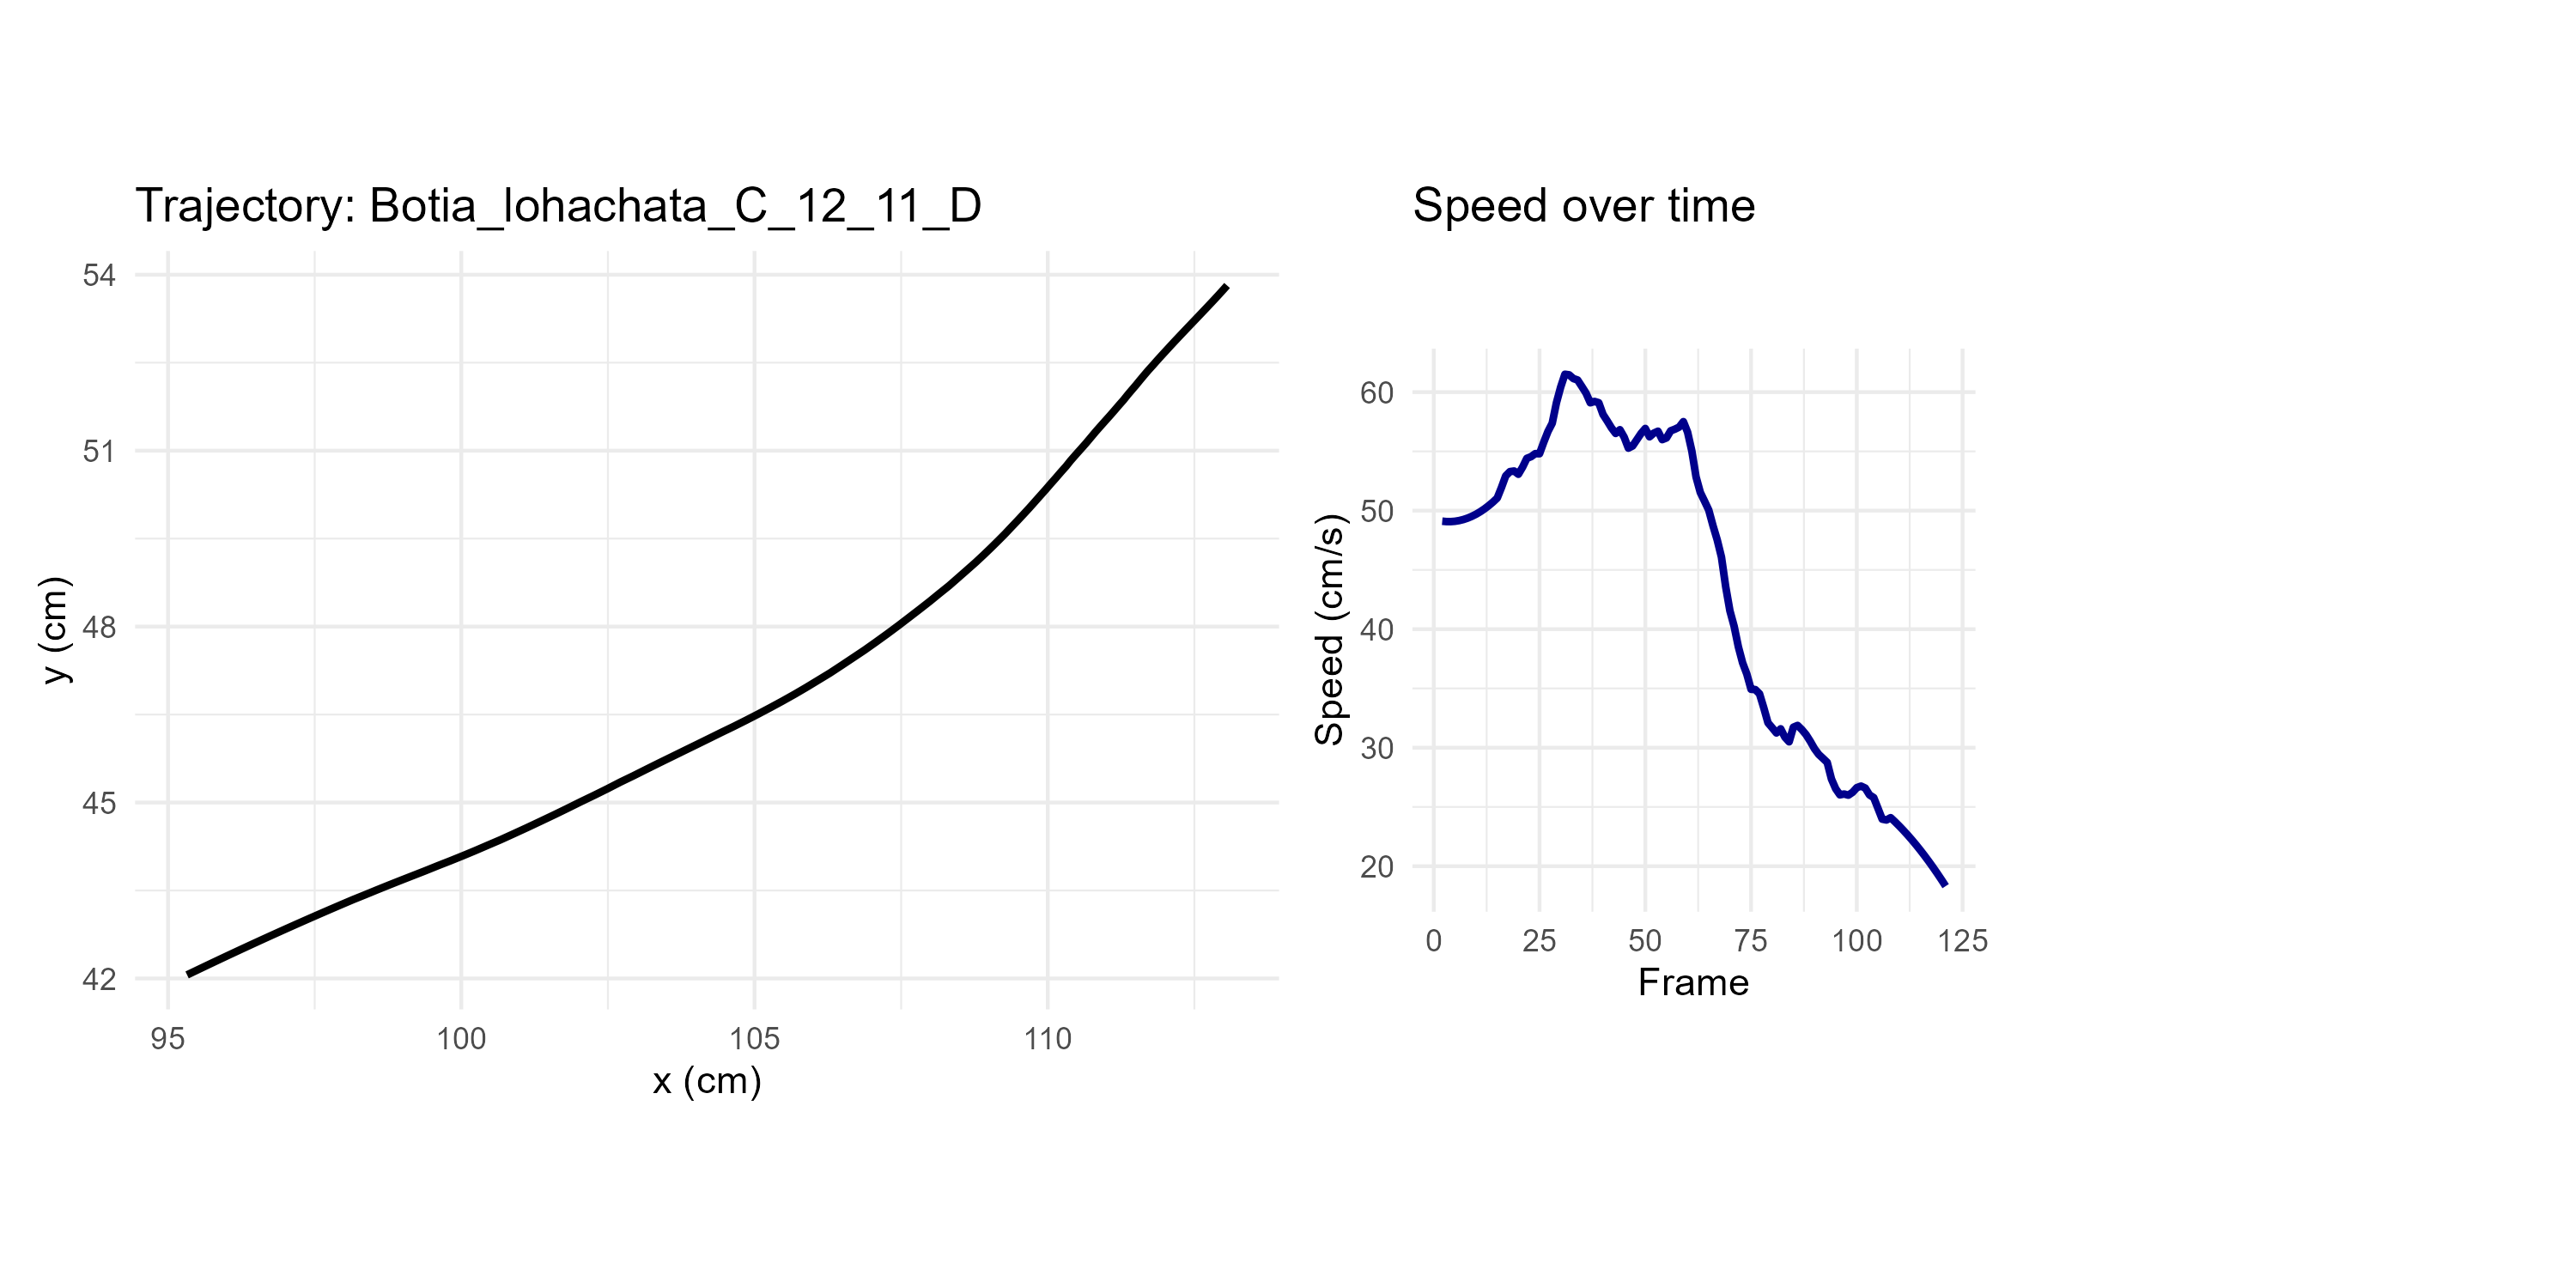 Trajectory: Botia_lohachata_C_12_11_D
54
51
48
45
42
y (cm)
95 100 105 110
x (cm)
Speed over time
60
50
40
30
20
Speed (cm/s)
0 25 50 75 100 125
Frame